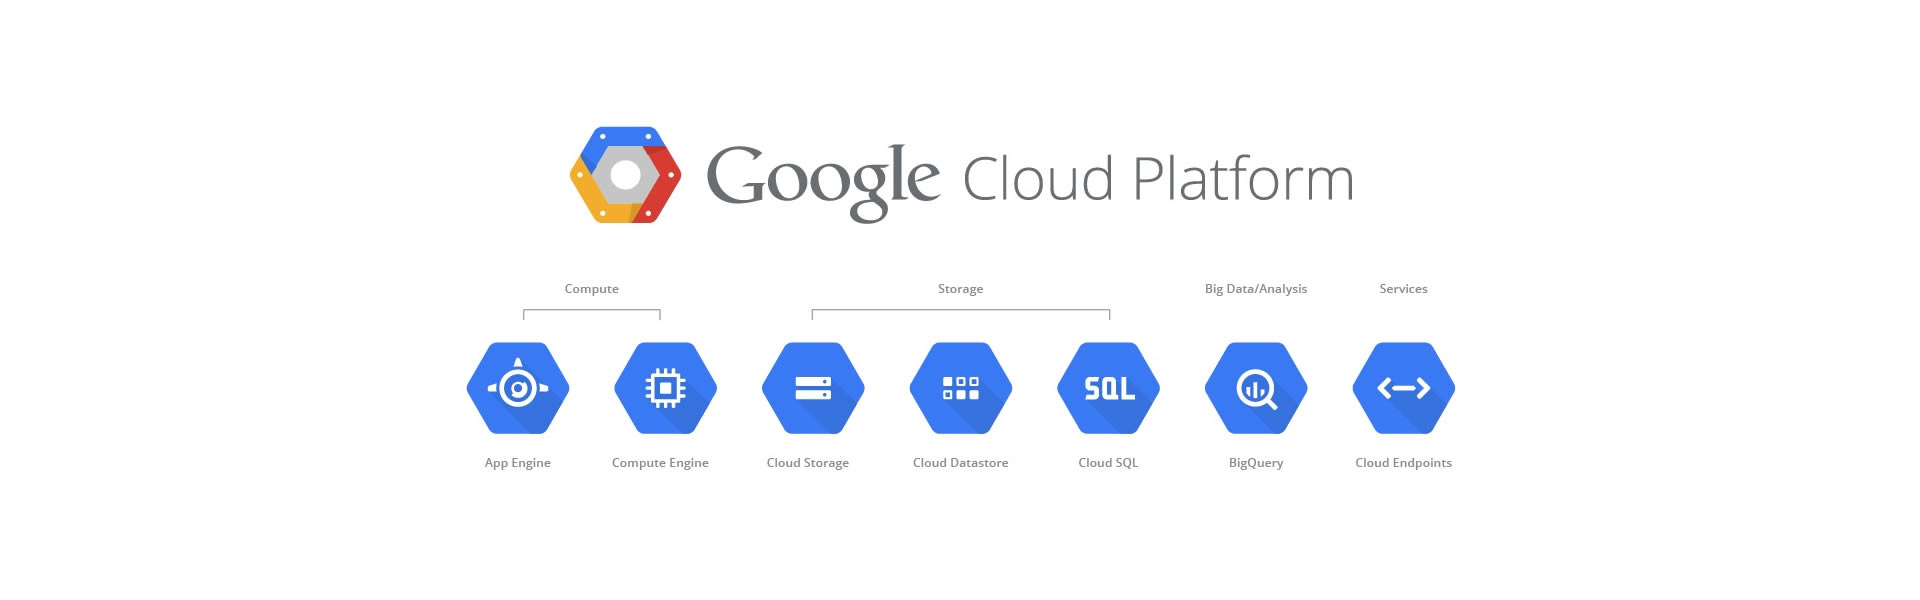 Google Cloud Platform
Compute
Storage
Big Data/Analysis
Services
SQL
App Engine
Compute Engine
Cloud Storage
Cloud Datastore
Cloud SQL
BigQuery
Cloud Endpoints